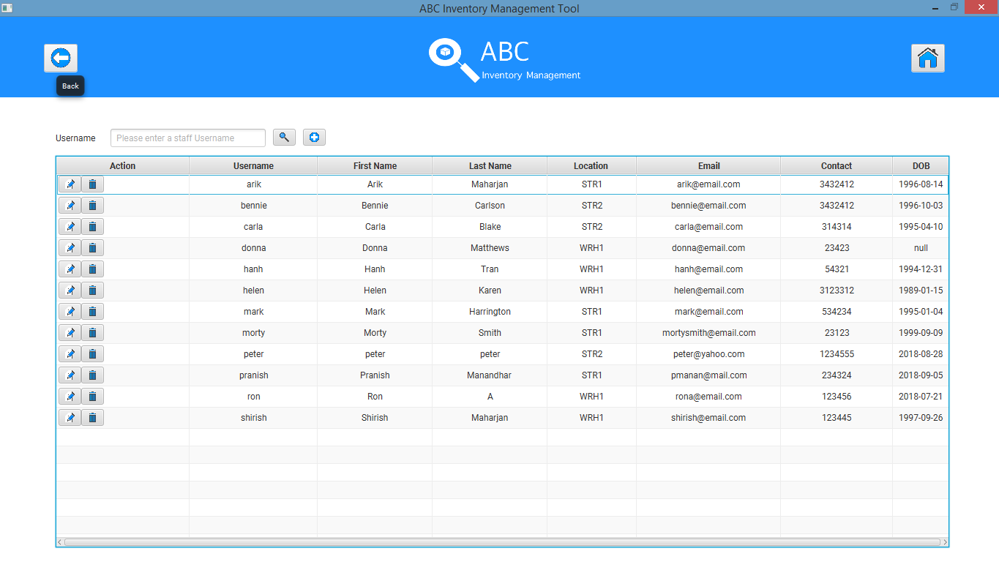 ABC Inventory Management Tool
ABC
Inventory Management
Back
Username Please enter a staff Username
Action Username First Name Last Name Location Email Contact DOB
arik Arik Maharjan STR1 arik@email.com 3432412 1996-08-14
bennie Bennie Carlson STR2 bennie@email.com 3432412 1996-10-03
carla Carla Blake STR2 carla@email.com 314314 1995-04-10
donna Donna Matthews WRH1 donna@email.com 23423 null
hanh Hanh Tran WRH1 hanh@email.com 54321 1994-12-31
helen Helen Karen WRH1 helen@email.com 3123312 1989-01-15
mark Mark Harrington STR1 mark@email.com 534234 1995-01-04
morty Morty Smith STR1 mortysmith@email.com 23123 1999-09-09
peter peter peter STR2 peter@yahoo.com 1234555 2018-08-28
pranish Pranish Manandhar STR1 pmanan@mail.com 234324 2018-09-05
ron Ron A WRH1 rona@email.com 123456 2018-07-21
shirish Shirish Maharjan WRH1 shirish@email.com 123445 1997-09-26